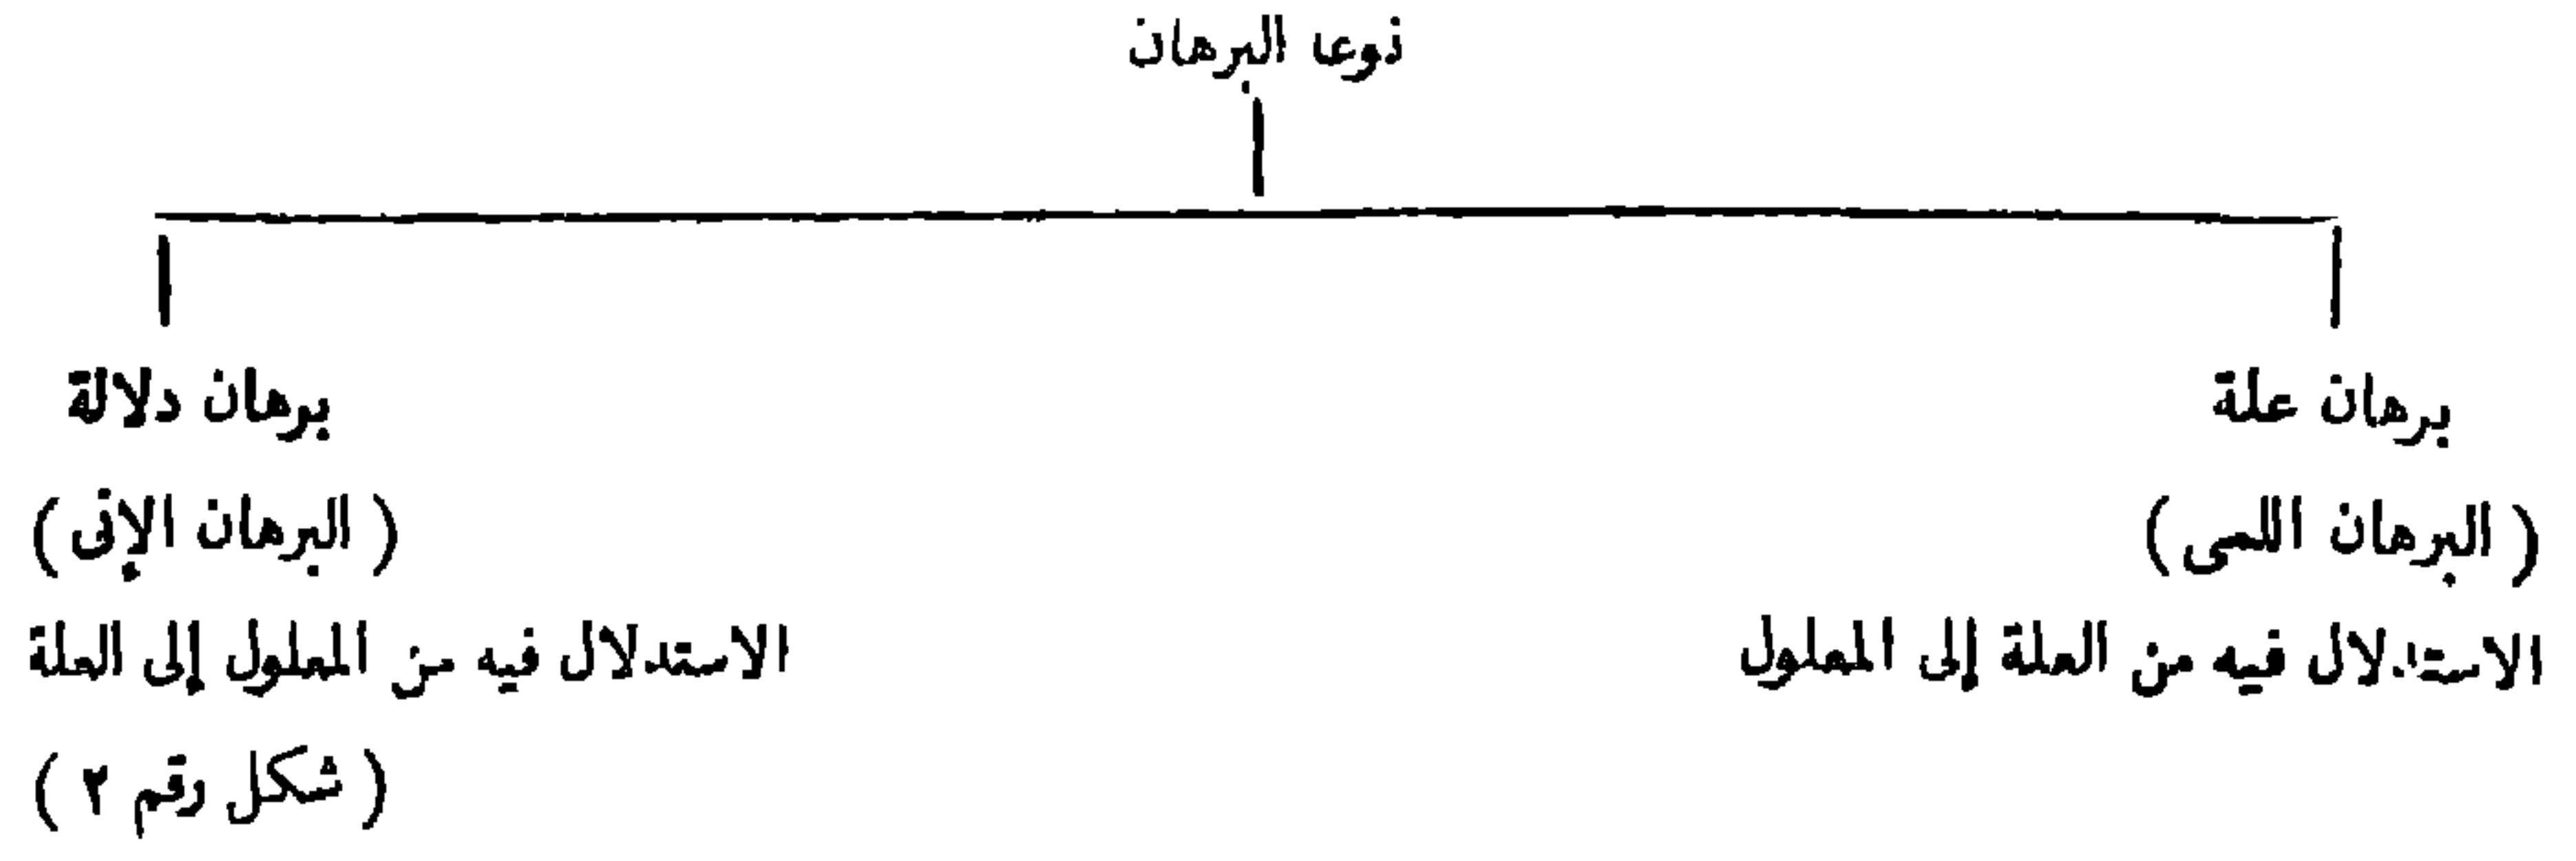 نوعا البرهان
برهان علة
(البرهان اللمى)
الاستدلال فيه من العلة إلى المعلول
برهان دلالة
(البرهان الإنى)
الاستدلال فيه من المعلول إلى العلة
(شكل رقم ٢)